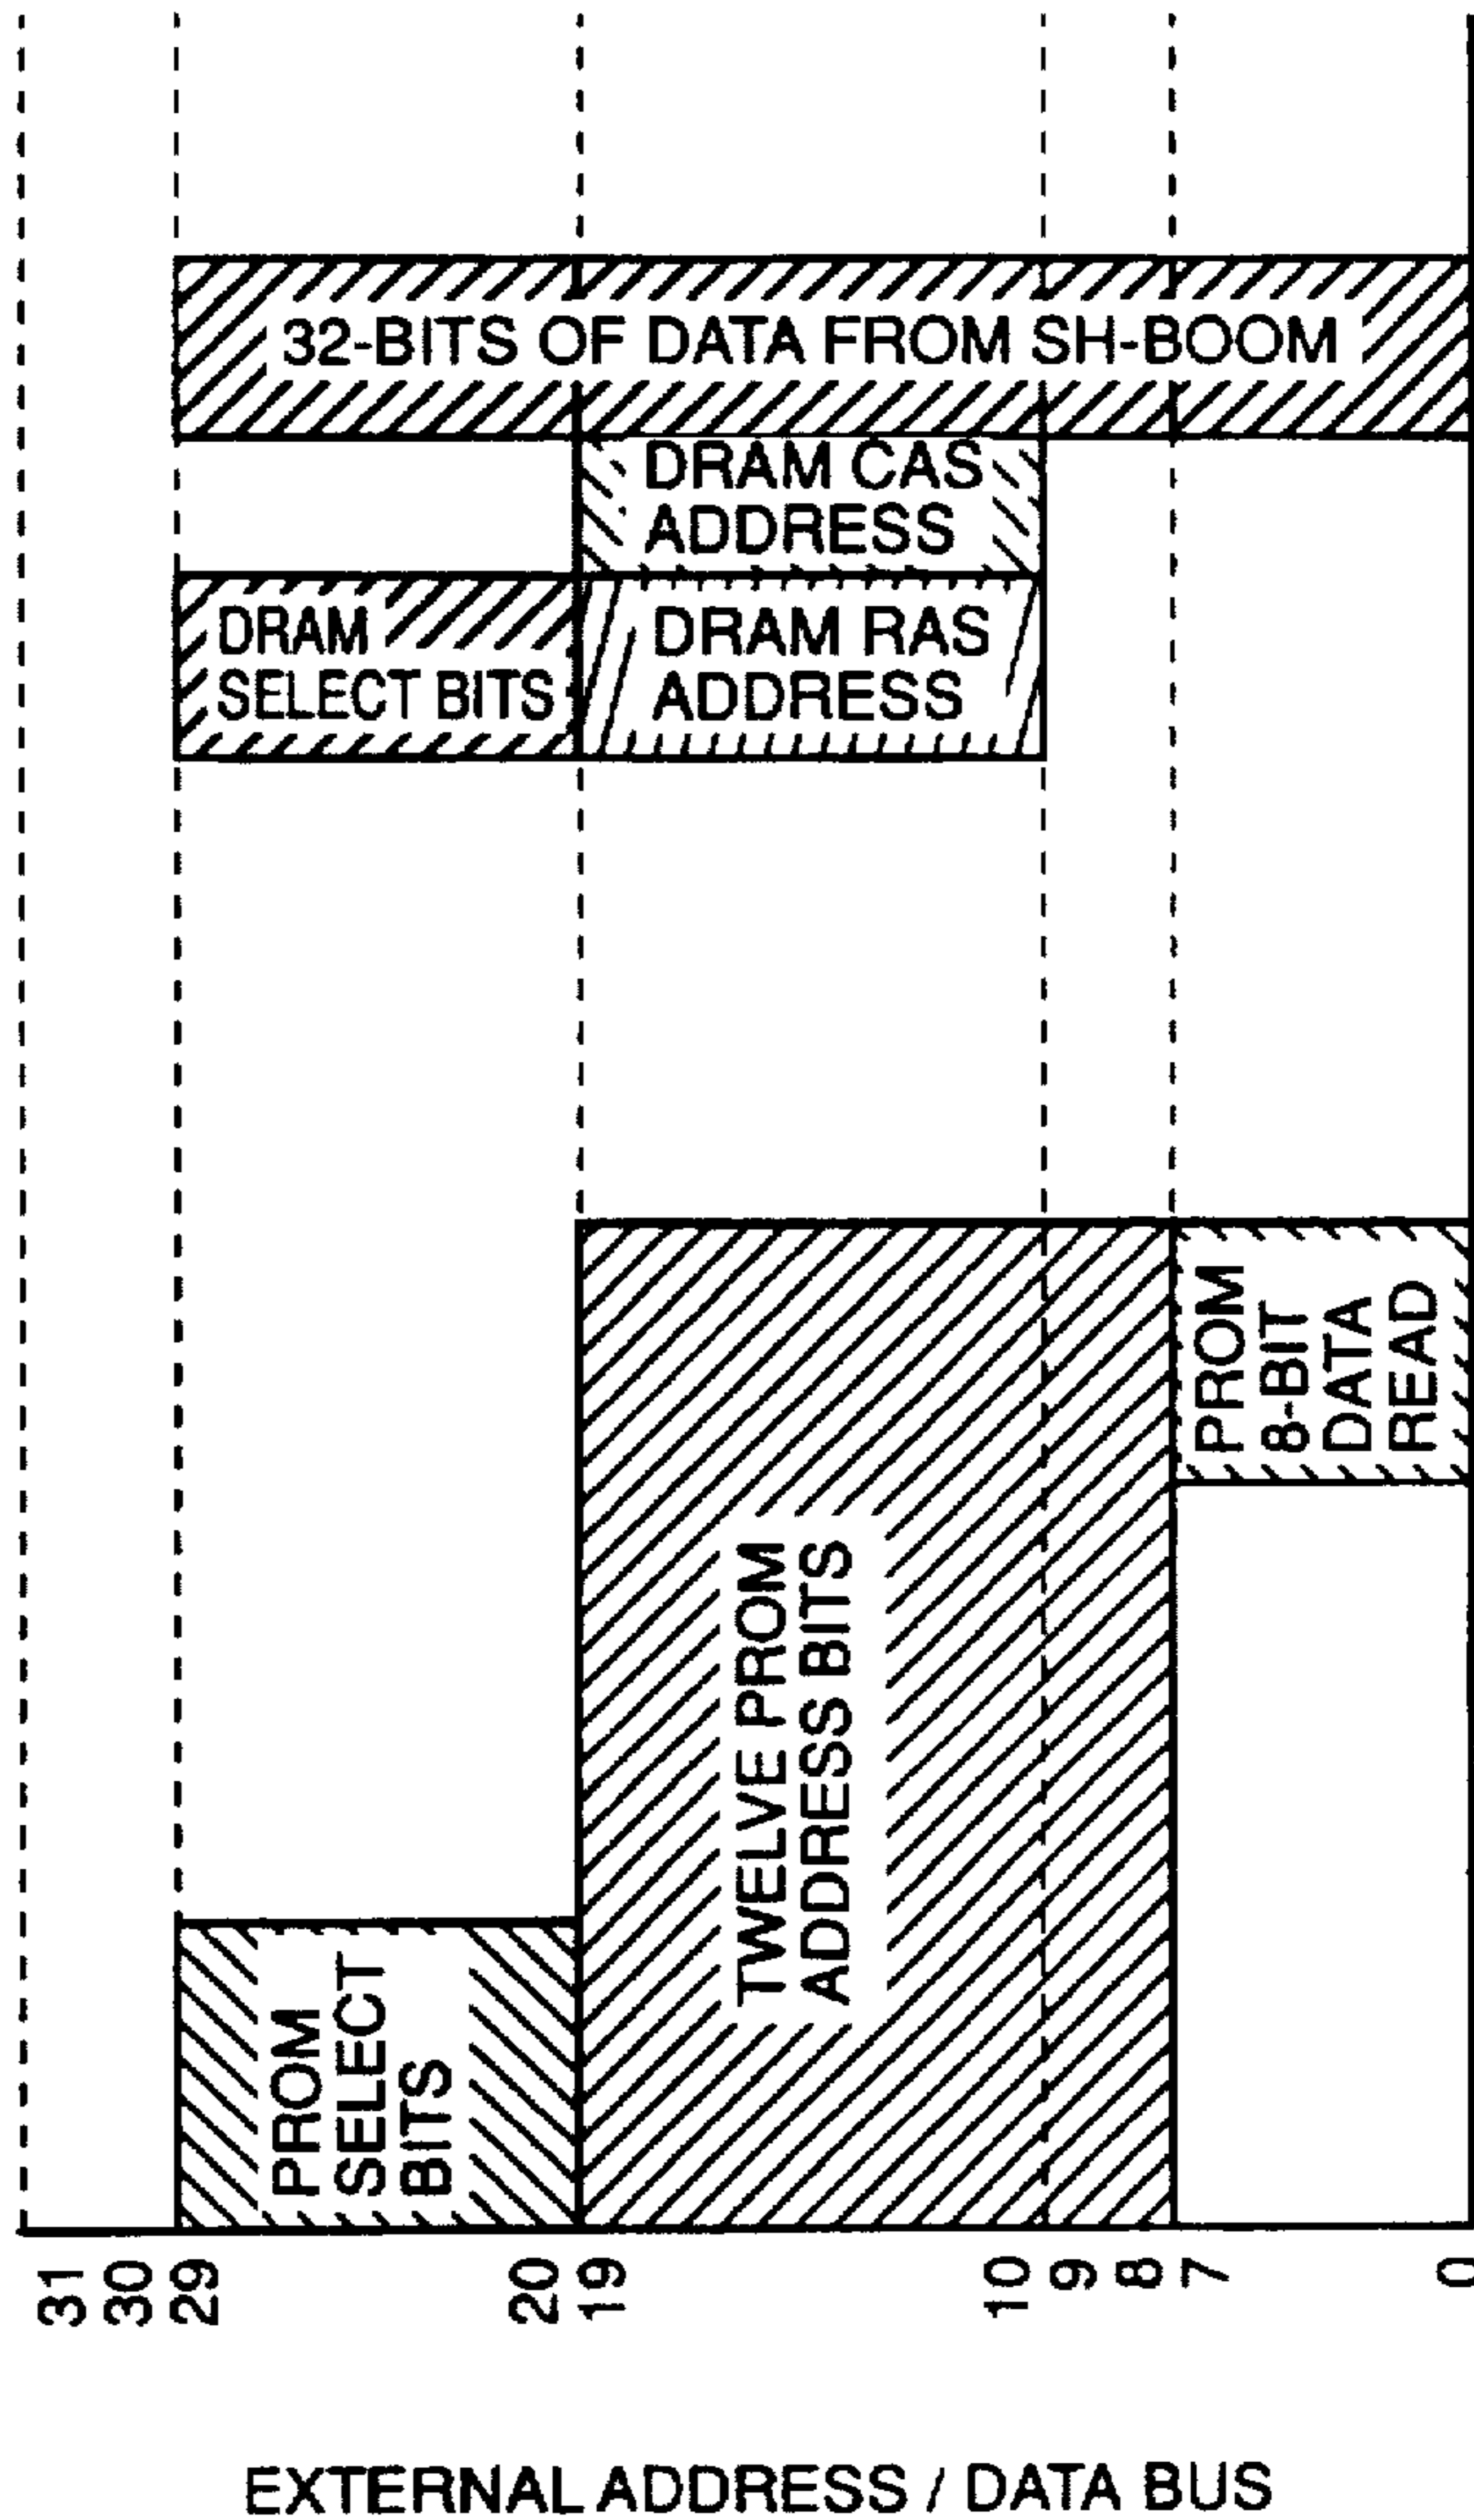 32-BITS OF DATA FROM SH-BOOM
DRAM CAS
ADDRESS
DRAM
SELECT BITS
DRAM RAS
ADDRESS
PROM
8-BIT
DATA
READ
TWELVE PROM
ADDRESS BITS
PROM
SELECT
BITS
31
30
29
20
19
10
9
8
7
0
EXTERNAL ADDRESS / DATA BUS